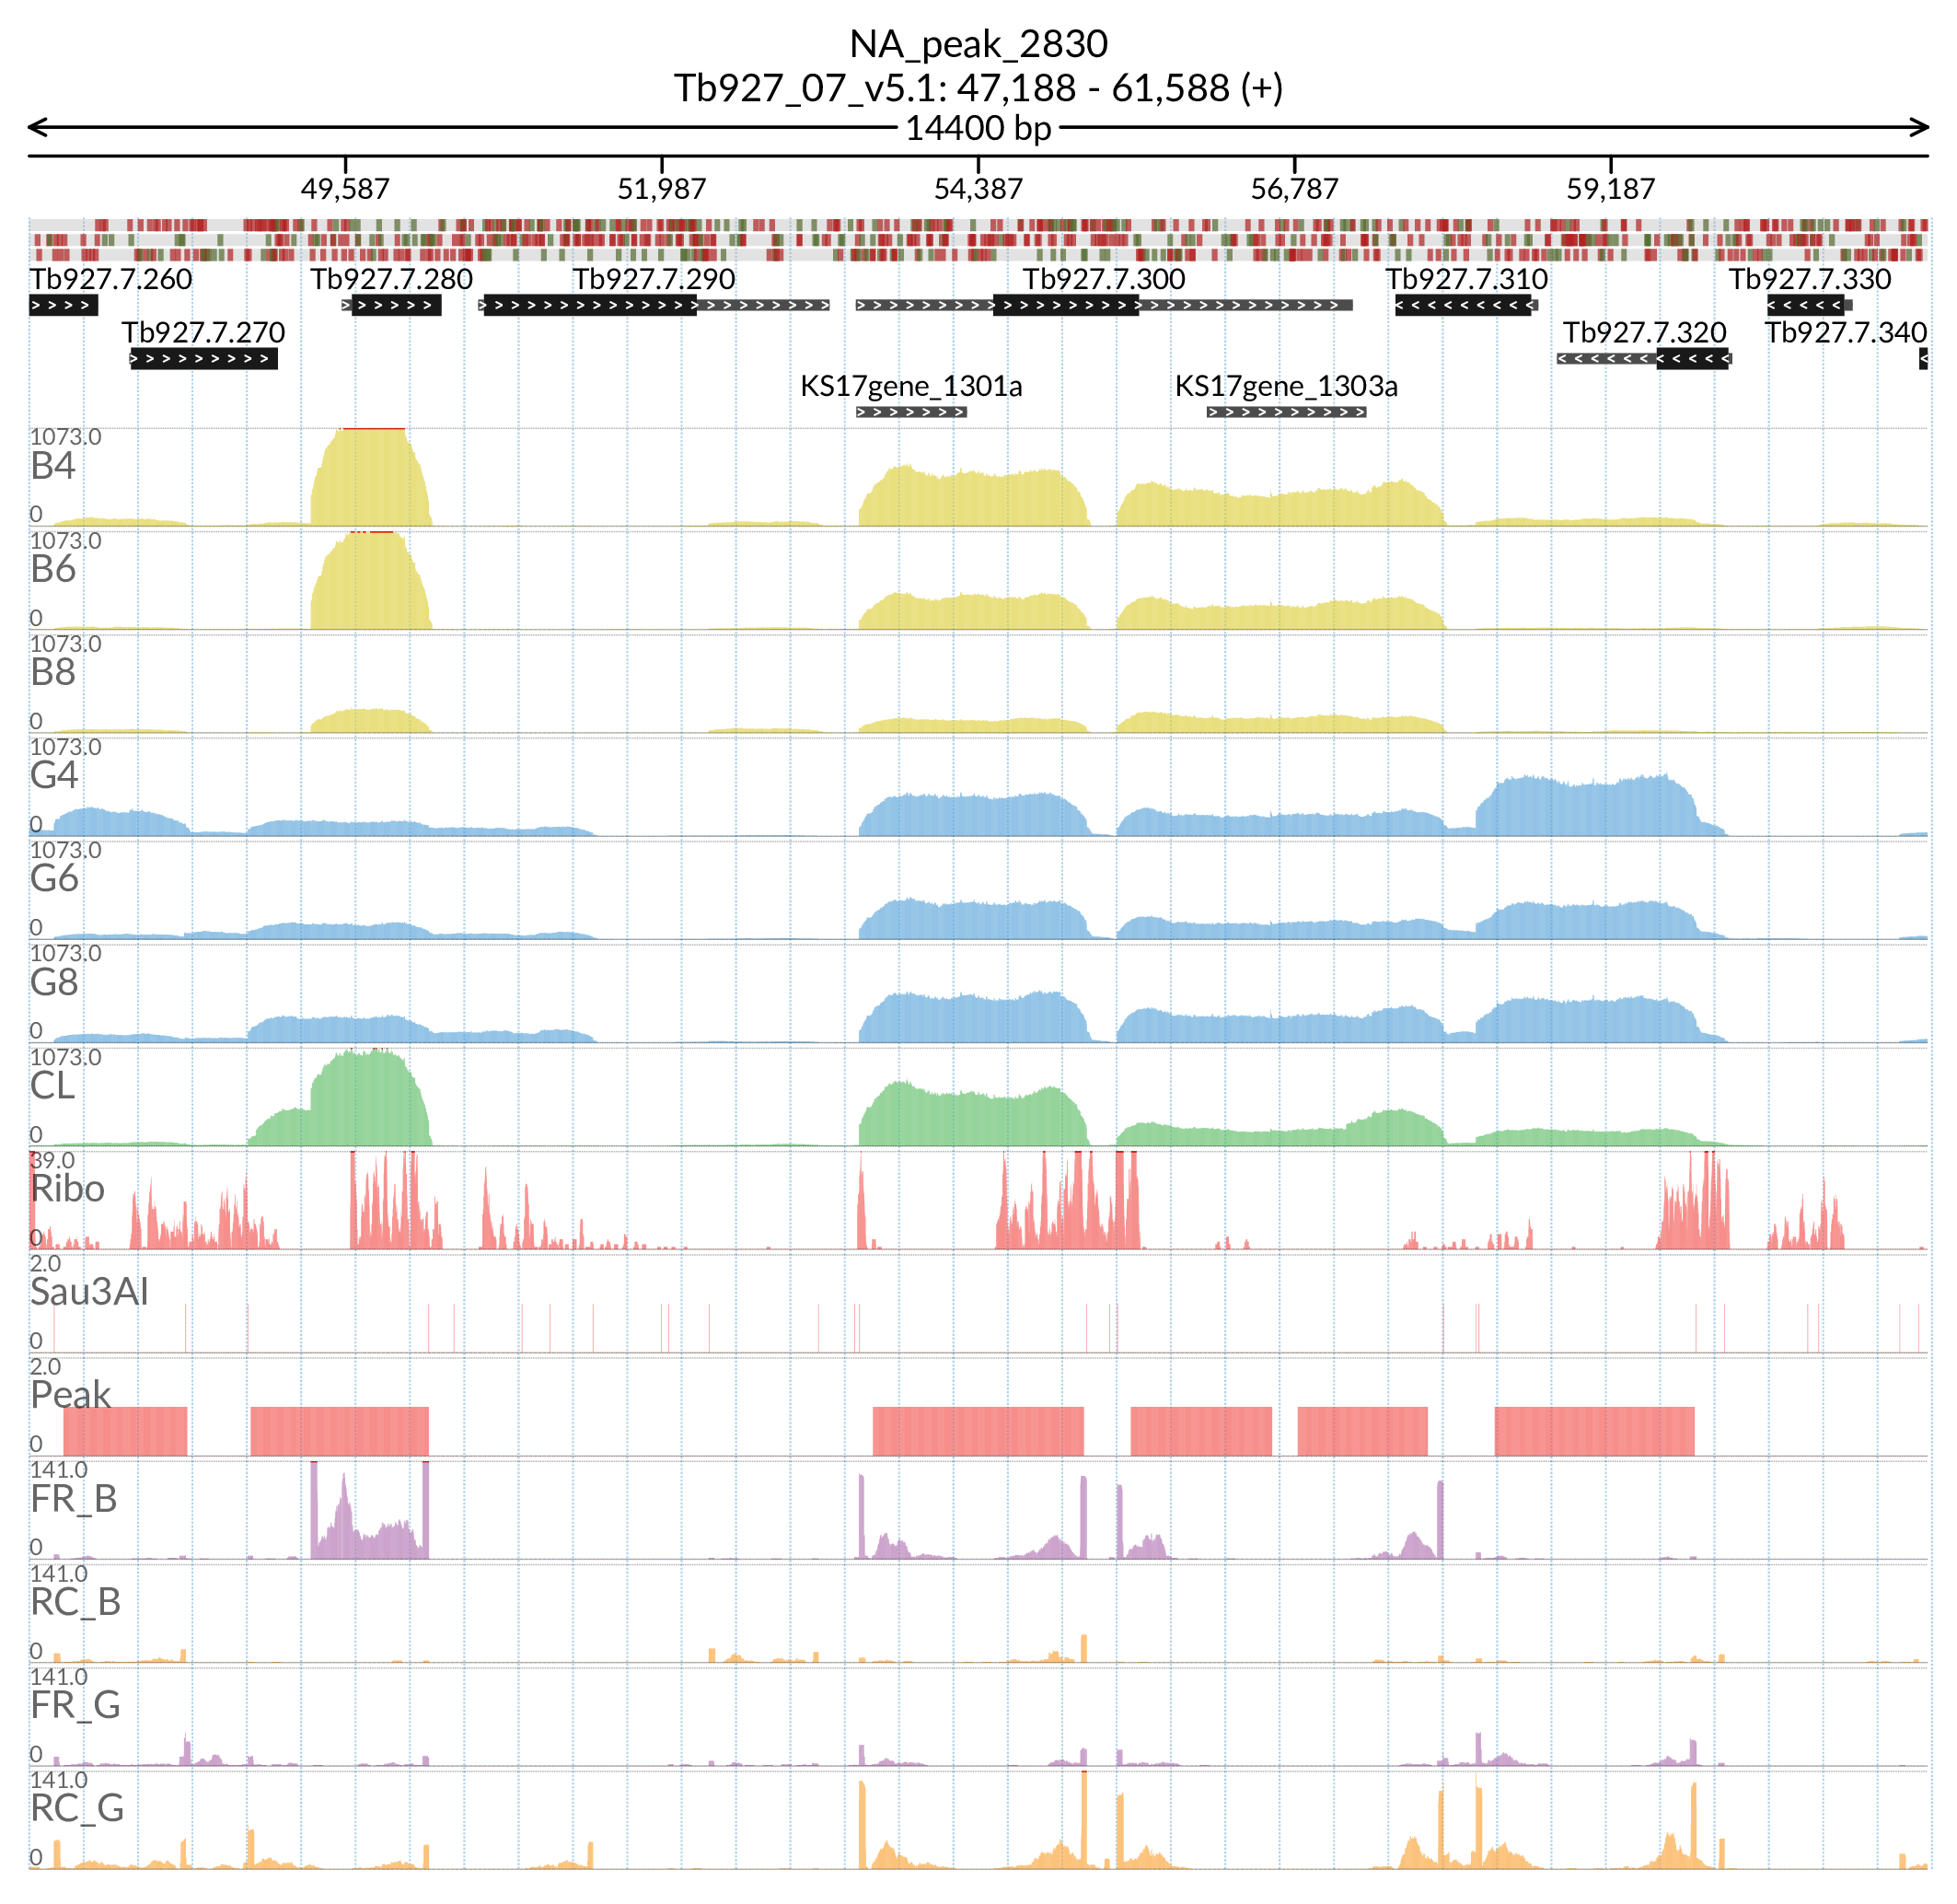 NA_peak_2830
Tb927_07_v5.1: 47,188 - 61,588 (+)
14400 bp
49,587 51,987 54,387 56,787 59,187
Tb927.7.260 Tb927.7.280 Tb927.7.290 Tb927.7.300 Tb927.7.310 Tb927.7.330
Tb927.7.270 Tb927.7.320 Tb927.7.340
KS17gene_1301a KS17gene_1303a
1073.0
B4
0
1073.0
B6
0
1073.0
B8
0
1073.0
G4
0
1073.0
G6
0
1073.0
G8
0
1073.0
CL
0
39.0
Ribo
0
2.0
Sau3AI
0
2.0
Peak
0
141.0
FR_B
0
141.0
RC_B
0
141.0
FR_G
0
141.0
RC_G
0